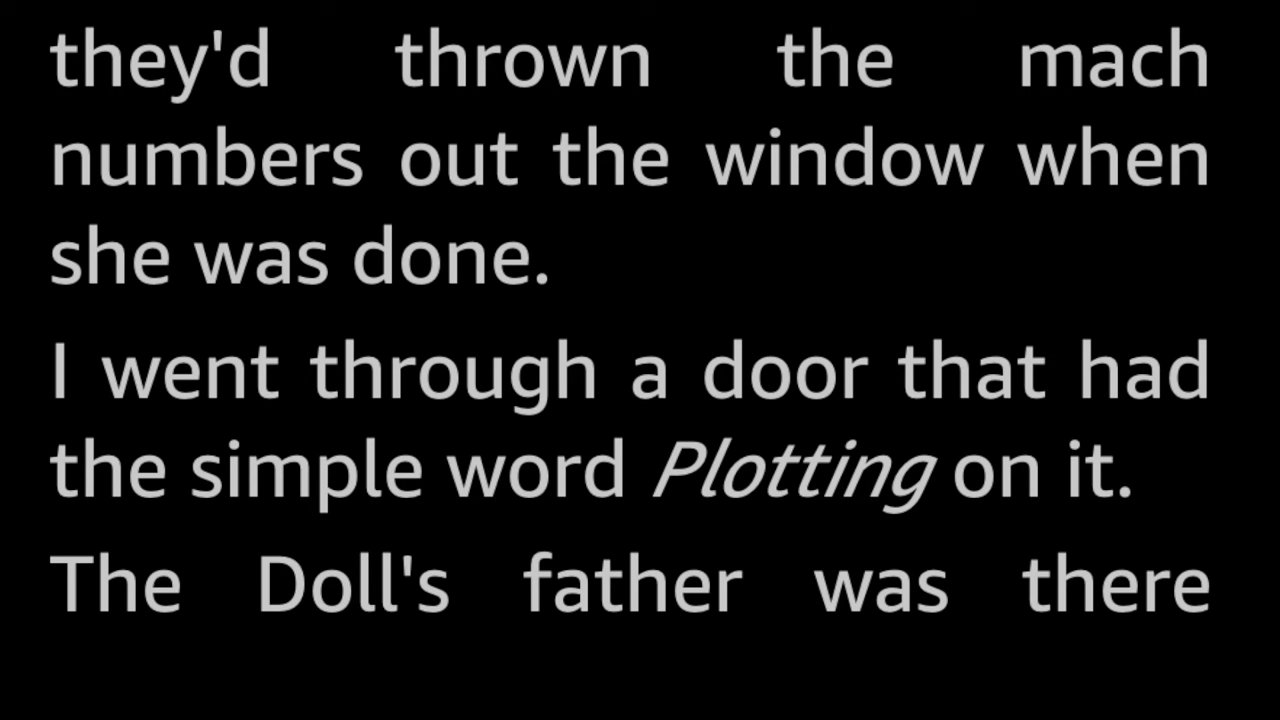 they'd thrown the mach
numbers out the window when
she was done.
I went through a door that had
the simple word Plotting on it.
The Doll's father was there